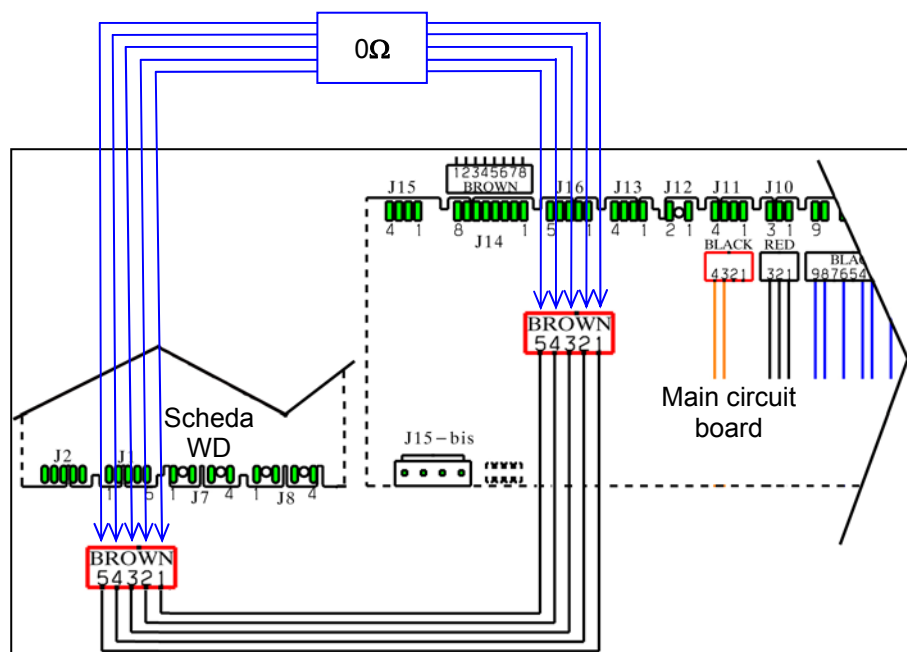 0Ω
12345678
BROWN
J15
J16
J13
J12
J11
J10
4 1
8 1
5 1
4 1
2 1
4 1
3 1
9
J14
BLACK
RED
4321
321
987654
BROWN
54321
Main circuit
board
Scheda
WD
J15-bis
J2
J1
1 5
1 4
1 4
J7
J8
BROWN
54321